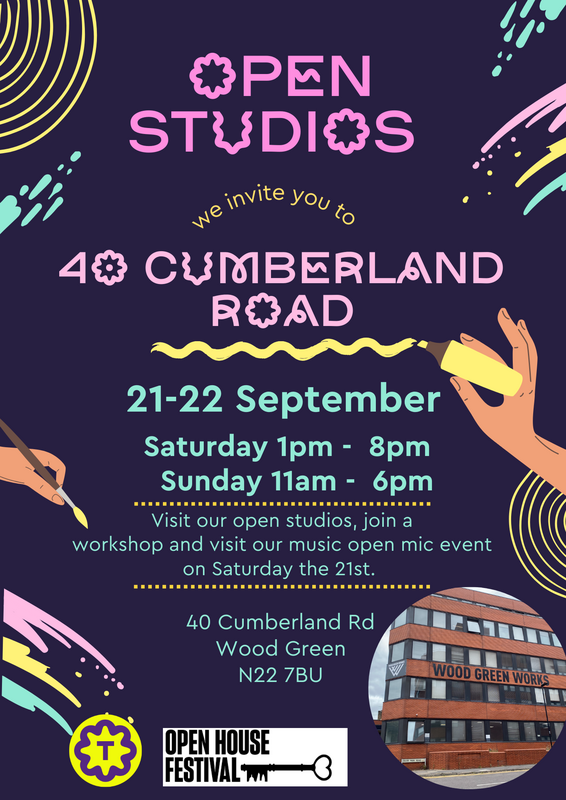 OPEN
STUDIOS
we invite you to
40 CUMBERLAND
ROAD
21-22 September
Saturday 1pm - 8pm
Sunday 11am - 6pm
Visit our open studios, join a
workshop and visit our music open mic event
on Saturday the 21st.
40 Cumberland Rd
Wood Green
N22 7BU
WOOD GREEN WORKS
T
OPEN HOUSE
FESTIVAL